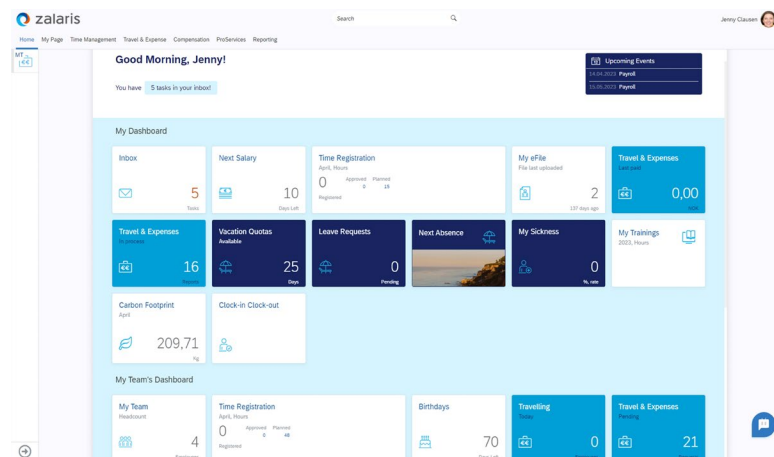 zalaris
Search
Jenny Clausen
Home My Page Time Management Travel & Expense Compensation ProServices Reporting
MT
Good Morning, Jenny!
You have 5 tasks in your inbox!
Upcoming Events
14.04.2023 Payroll
15.05.2023 Payroll
My Dashboard
Inbox
5
Tasks
Next Salary
10
Days Left
Time Registration
April, Hours
0 Approved Planned
0 15
Registered
My eFile
File last uploaded
2
137 days ago
Travel & Expenses
Last paid
0,00
Travel & Expenses
In process
16
Vacation Quotas
Available
25
Days
Leave Requests
0
Pending
Next Absence
My Sickness
0
%, rate
My Trainings
2023, Hours
Carbon Footprint
April
209,71
Kg
Clock-in Clock-out
My Team's Dashboard
My Team
Headcount
4
Time Registration
April, Hours
0 Approved Planned
0 48
Registered
Birthdays
70
Days Left
Travelling
Today
0
Travel & Expenses
Pending
21